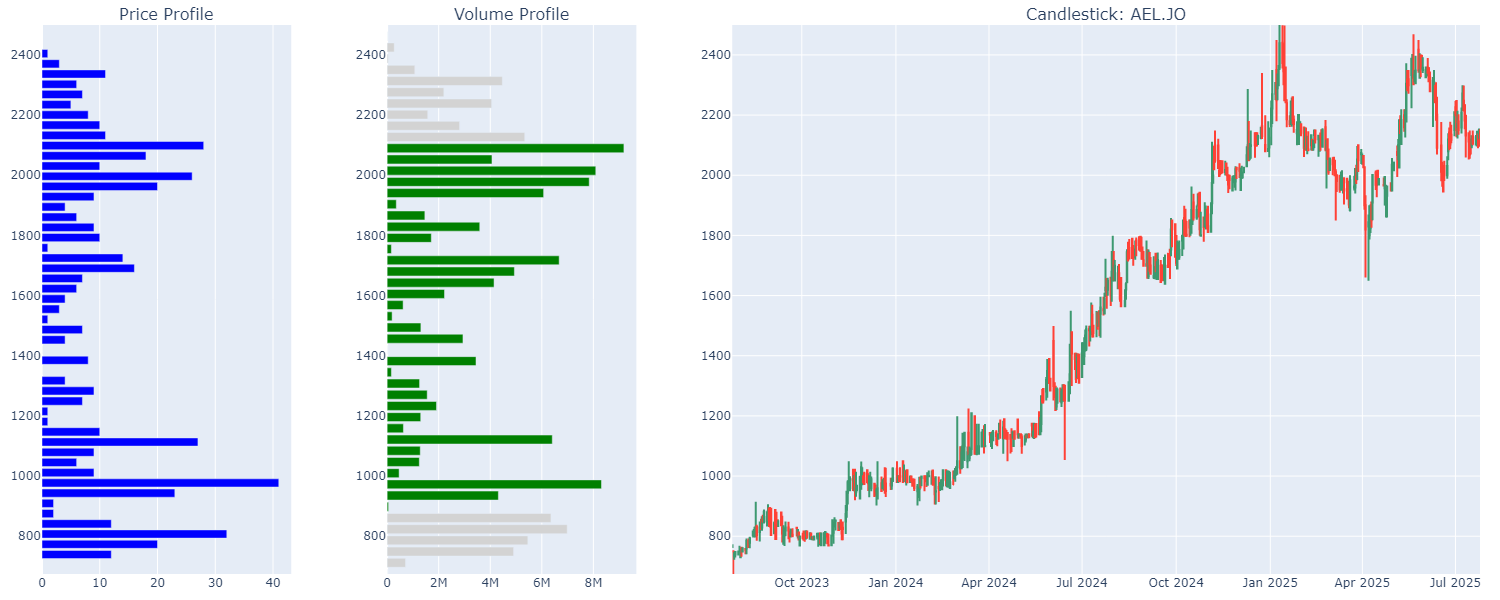 Price Profile
Volume Profile
Candlestick: AEL.JO
2400
2200
2000
1800
1600
1400
1200
1000
800
0
10
20
30
40
2400
2200
2000
1800
1600
1400
1200
1000
800
0
2M
4M
6M
8M
2400
2200
2000
1800
1600
1400
1200
1000
800
Oct 2023
Jan 2024
Apr 2024
Jul 2024
Oct 2024
Jan 2025
Apr 2025
Jul 2025